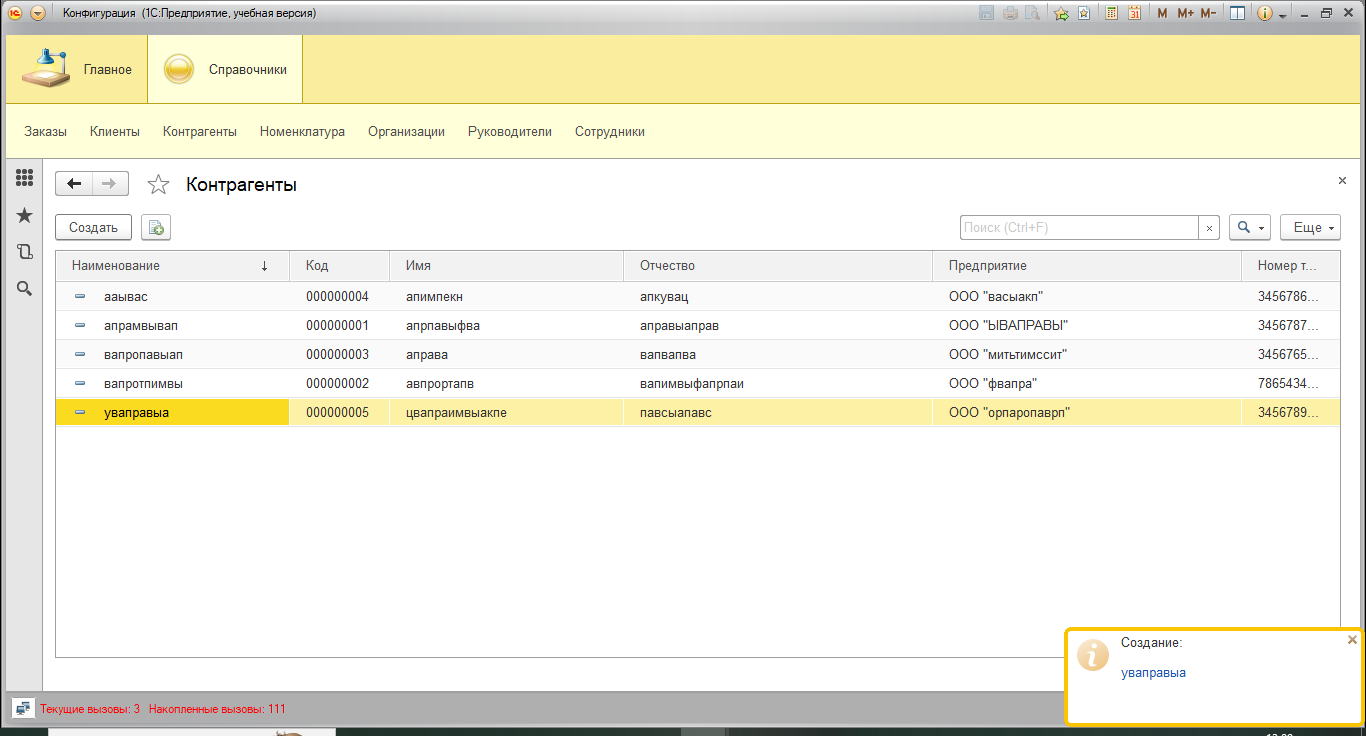 Конфигурация (1С:Предприятие, учебная версия)
M M+ M-
Главное Справочники
Заказы Клиенты Контрагенты Номенклатура Организации Руководители Сотрудники
Контрагенты
Создать Поиск (Ctrl+F) Еще
Наименование Код Имя Отчество Предприятие Номер т...
ааывас 000000004 апимпекн апкувац ООО "васыакп" 3456786...
апрамвывап 000000001 апрпавыфва аправыаправ ООО "ЫВАПРАВЫ" 3456787...
вапропавыап 000000003 аправа вапвапва ООО "митьтимссит" 3456765...
вапротпимвы 000000002 авпрортапв вапимвыфапрпаи ООО "фвапра" 7865434...
увaправыа 000000005 цвапраимвыакпе павсыапавс ООО "орпаропаврп" 3456789...
Создание:
уваправыа
Текущие вызовы: 3 Накопленные вызовы: 111